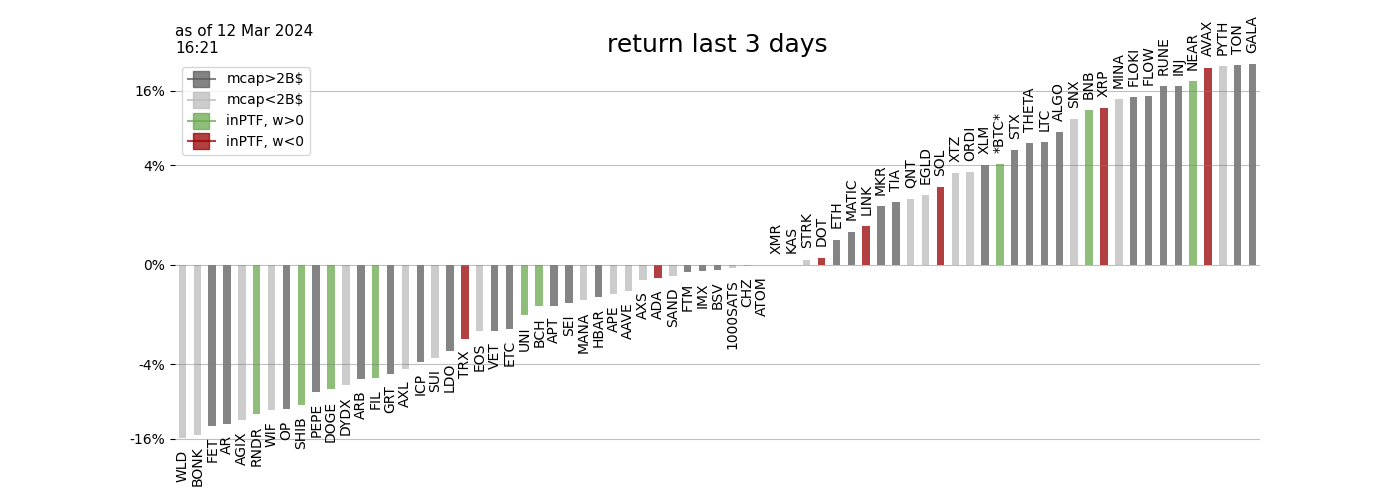 as of 12 Mar 2024
16:21
return last 3 days
mcap>2B$
mcap<2B$
inPTF, w>0
inPTF, w<0
16%
4%
0%
-4%
-16%
WLD
BONK
FET
AR
AGIX
RNDR
WIF
OP
SHIB
PEPE
DOGE
DYDX
ARB
FIL
GRT
AXL
ICP
SUI
LDO
TRX
EOS
VET
ETC
UNI
BCH
APT
SEI
MANA
HBAR
APE
AAVE
AXS
ADA
SAND
FTM
IMX
BSV
1000SATS
CHZ
ATOM
XMR
KAS
STRK
DOT
ETH
MATIC
LINK
MKR
TIA
QNT
EGLD
SOL
XTZ
ORDI
XLM
*BTC*
STX
THETA
LTC
ALGO
SNX
BNB
XRP
MINA
FLOKI
FLOW
RUNE
INJ
NEAR
AVAX
PYTH
TON
GALA